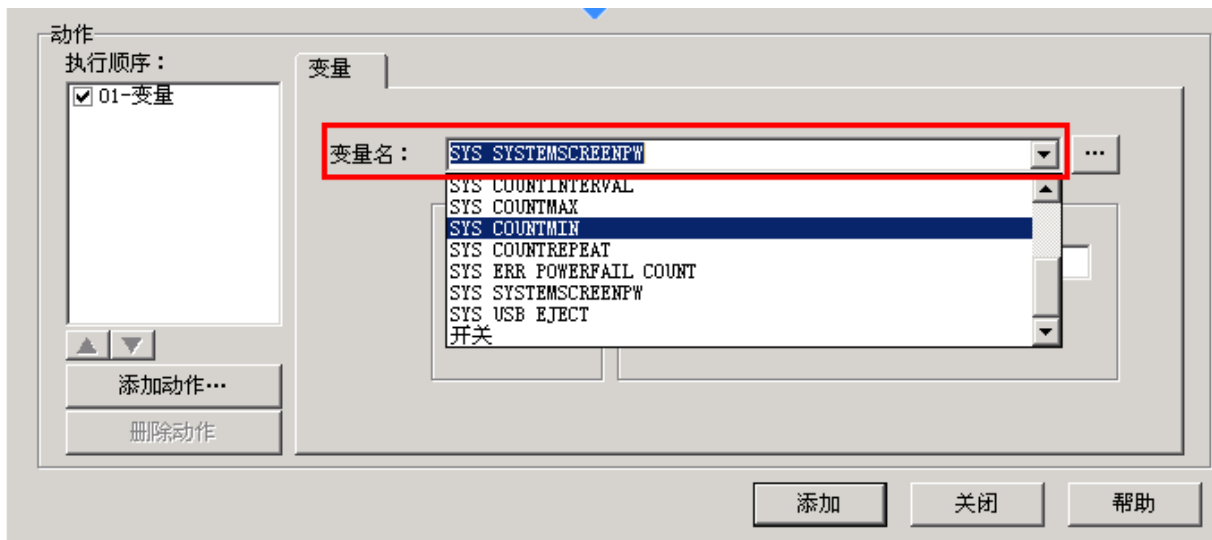 动作
执行顺序：
01-变量
变量
变量名：
SYS SYSTEMSCREENPW
...
SYS COUNTINTERVAL
SYS COUNTMAX
SYS COUNTMIN
SYS COUNTREPEAT
SYS ERR POWERFAIL COUNT
SYS SYSTEMSCREENPW
SYS USB EJECT
开关
添加动作...
删除动作
添加
关闭
帮助